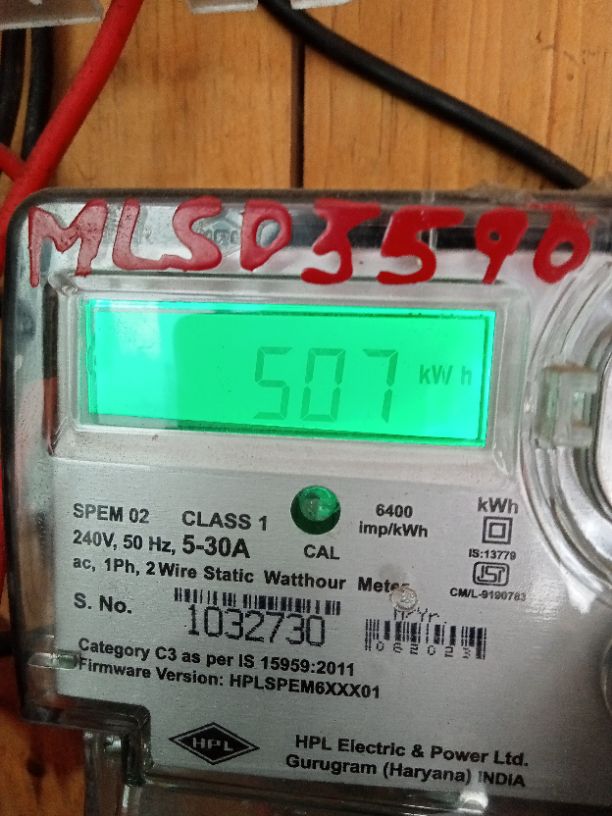 MLSD3590
507 kWh
SPEM 02 CLASS 1 6400 imp/kWh kWh
240V, 50 Hz, 5-30A CAL IS:13779
ac, 1Ph, 2 Wire Static Watthour Meter
CM/L-9190783
S. No. 1032730 M/Yr.
062023
Category C3 as per IS 15959:2011
Firmware Version: HPLSPEM6XXX01
HPL HPL Electric & Power Ltd.
Gurugram (Haryana) INDIA